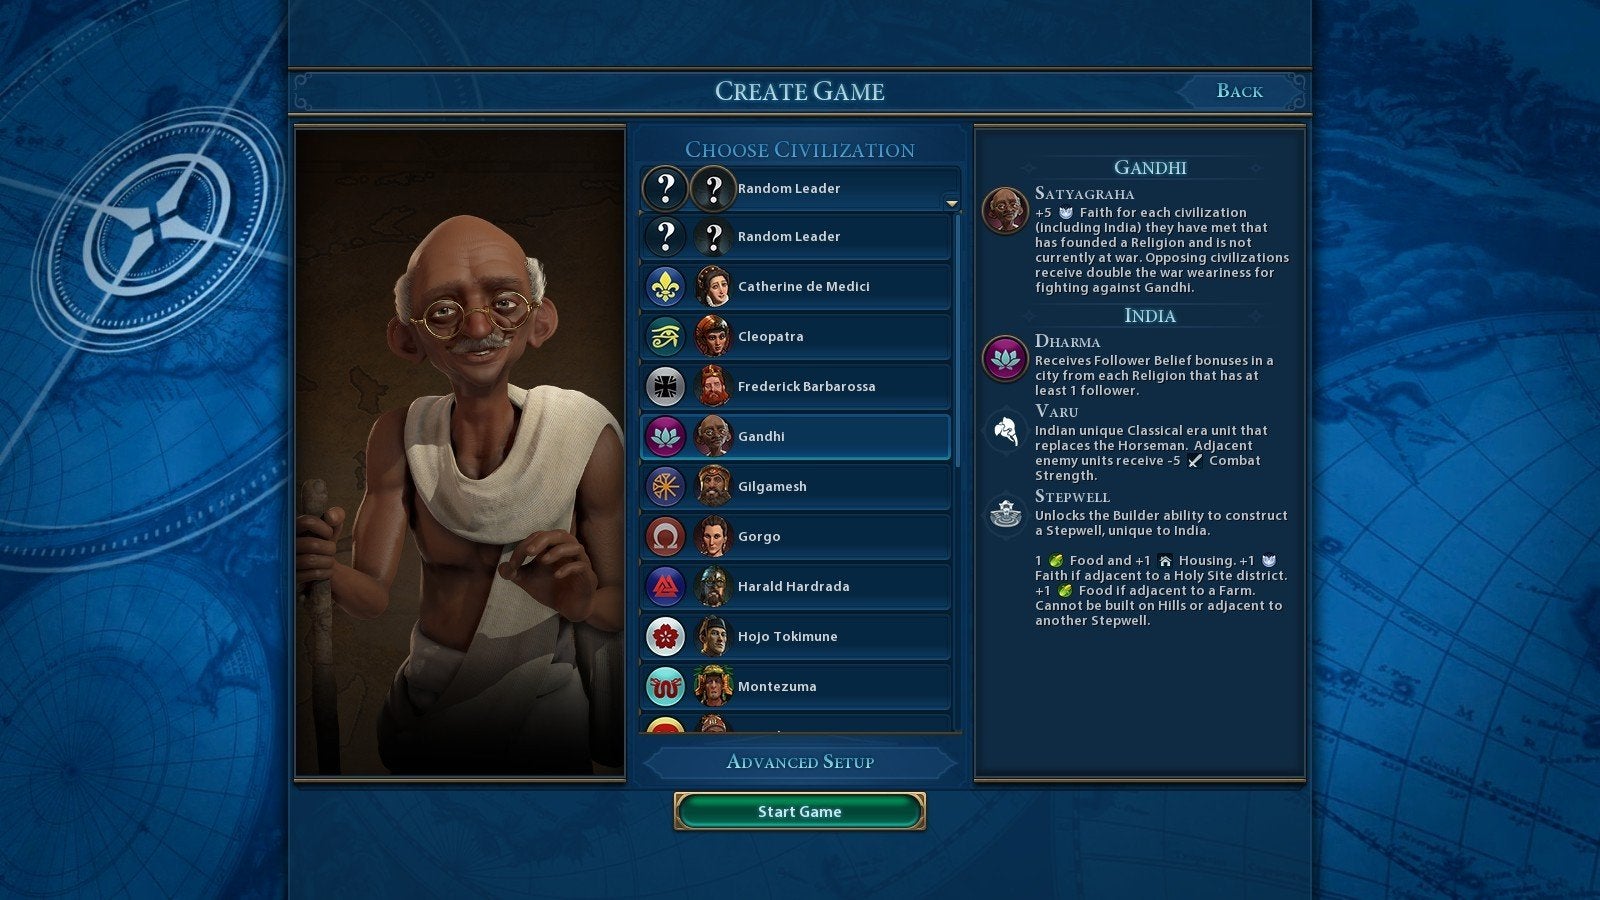 CREATE GAME
BACK
CHOOSE CIVILIZATION
? ? Random Leader
? ? Random Leader
Catherine de Medici
Cleopatra
Frederick Barbarossa
Gandhi
Gilgamesh
Gorgo
Harald Hardrada
Hojo Tokimune
Montezuma
ADVANCED SETUP
Start Game
GANDHI
SATYAGRAHA
+5 Faith for each civilization
(including India) they have met that
has founded a Religion and is not
currently at war. Opposing civilizations
receive double the war weariness for
fighting against Gandhi.
INDIA
DHARMA
Receives Follower Belief bonuses in a
city from each Religion that has at
least 1 follower.
VARU
Indian unique Classical era unit that
replaces the Horseman. Adjacent
enemy units receive -5 Combat
Strength.
STEPWELL
Unlocks the Builder ability to construct
a Stepwell, unique to India.
1 Food and +1 Housing. +1
Faith if adjacent to a Holy Site district.
+1 Food if adjacent to a Farm.
Cannot be built on Hills or adjacent to
another Stepwell.